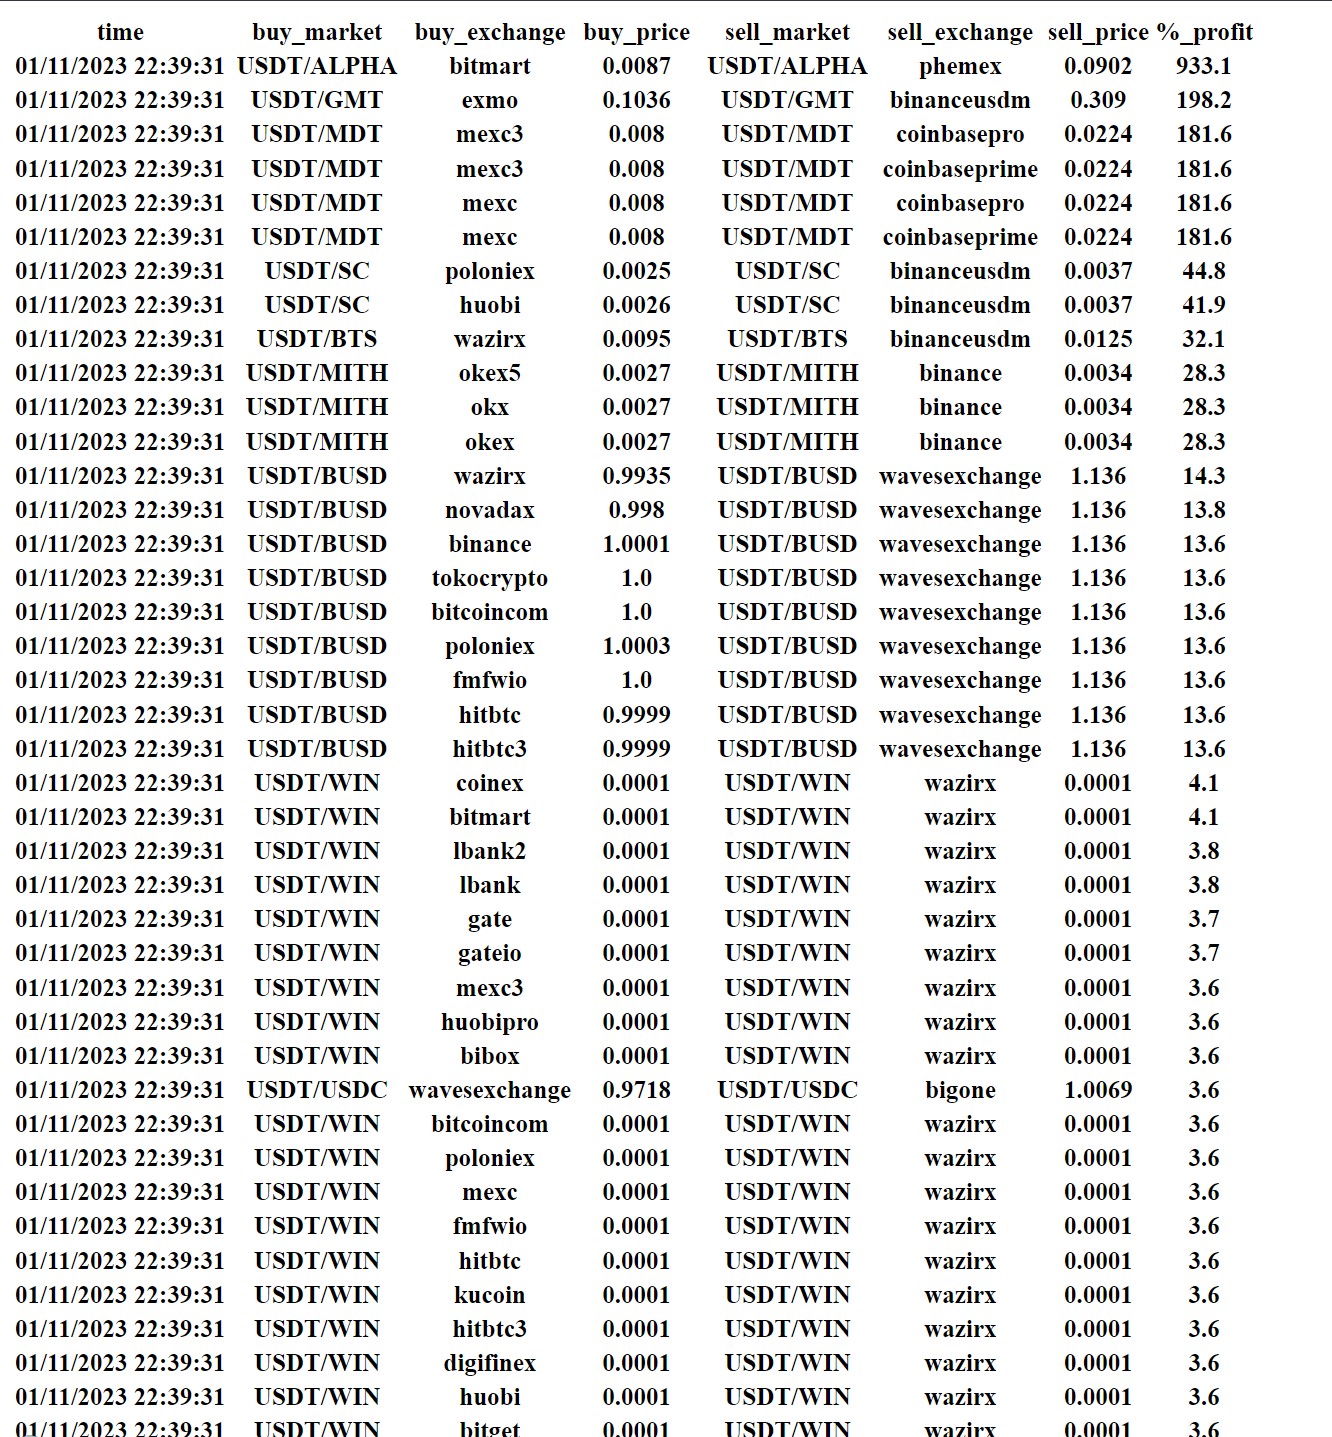 time buy_market buy_exchange buy_price sell_market sell_exchange sell_price %_profit
01/11/2023 22:39:31 USDT/ALPHA bitmart 0.0087 USDT/ALPHA phemex 0.0902 933.1
01/11/2023 22:39:31 USDT/GMT exmo 0.1036 USDT/GMT binanceusdm 0.309 198.2
01/11/2023 22:39:31 USDT/MDT mexc3 0.008 USDT/MDT coinbasepro 0.0224 181.6
01/11/2023 22:39:31 USDT/MDT mexc3 0.008 USDT/MDT coinbaseprime 0.0224 181.6
01/11/2023 22:39:31 USDT/MDT mexc 0.008 USDT/MDT coinbasepro 0.0224 181.6
01/11/2023 22:39:31 USDT/MDT mexc 0.008 USDT/MDT coinbaseprime 0.0224 181.6
01/11/2023 22:39:31 USDT/SC poloniex 0.0025 USDT/SC binanceusdm 0.0037 44.8
01/11/2023 22:39:31 USDT/SC huobi 0.0026 USDT/SC binanceusdm 0.0037 41.9
01/11/2023 22:39:31 USDT/BTS wazirx 0.0095 USDT/BTS binanceusdm 0.0125 32.1
01/11/2023 22:39:31 USDT/MITH okex5 0.0027 USDT/MITH binance 0.0034 28.3
01/11/2023 22:39:31 USDT/MITH okx 0.0027 USDT/MITH binance 0.0034 28.3
01/11/2023 22:39:31 USDT/MITH okex 0.0027 USDT/MITH binance 0.0034 28.3
01/11/2023 22:39:31 USDT/BUSD wazirx 0.9935 USDT/BUSD wavesexchange 1.136 14.3
01/11/2023 22:39:31 USDT/BUSD novadax 0.998 USDT/BUSD wavesexchange 1.136 13.8
01/11/2023 22:39:31 USDT/BUSD binance 1.0001 USDT/BUSD wavesexchange 1.136 13.6
01/11/2023 22:39:31 USDT/BUSD tokocrypto 1.0 USDT/BUSD wavesexchange 1.136 13.6
01/11/2023 22:39:31 USDT/BUSD bitcoincom 1.0 USDT/BUSD wavesexchange 1.136 13.6
01/11/2023 22:39:31 USDT/BUSD poloniex 1.0003 USDT/BUSD wavesexchange 1.136 13.6
01/11/2023 22:39:31 USDT/BUSD fmfwio 1.0 USDT/BUSD wavesexchange 1.136 13.6
01/11/2023 22:39:31 USDT/BUSD hitbtc 0.9999 USDT/BUSD wavesexchange 1.136 13.6
01/11/2023 22:39:31 USDT/BUSD hitbtc3 0.9999 USDT/BUSD wavesexchange 1.136 13.6
01/11/2023 22:39:31 USDT/WIN coinex 0.0001 USDT/WIN wazirx 0.0001 4.1
01/11/2023 22:39:31 USDT/WIN bitmart 0.0001 USDT/WIN wazirx 0.0001 4.1
01/11/2023 22:39:31 USDT/WIN lbank2 0.0001 USDT/WIN wazirx 0.0001 3.8
01/11/2023 22:39:31 USDT/WIN lbank 0.0001 USDT/WIN wazirx 0.0001 3.8
01/11/2023 22:39:31 USDT/WIN gate 0.0001 USDT/WIN wazirx 0.0001 3.7
01/11/2023 22:39:31 USDT/WIN gateio 0.0001 USDT/WIN wazirx 0.0001 3.7
01/11/2023 22:39:31 USDT/WIN mexc3 0.0001 USDT/WIN wazirx 0.0001 3.6
01/11/2023 22:39:31 USDT/WIN huobipro 0.0001 USDT/WIN wazirx 0.0001 3.6
01/11/2023 22:39:31 USDT/WIN bibox 0.0001 USDT/WIN wazirx 0.0001 3.6
01/11/2023 22:39:31 USDT/USDC wavesexchange 0.9718 USDT/USDC bigone 1.0069 3.6
01/11/2023 22:39:31 USDT/WIN bitcoincom 0.0001 USDT/WIN wazirx 0.0001 3.6
01/11/2023 22:39:31 USDT/WIN poloniex 0.0001 USDT/WIN wazirx 0.0001 3.6
01/11/2023 22:39:31 USDT/WIN mexc 0.0001 USDT/WIN wazirx 0.0001 3.6
01/11/2023 22:39:31 USDT/WIN fmfwio 0.0001 USDT/WIN wazirx 0.0001 3.6
01/11/2023 22:39:31 USDT/WIN hitbtc 0.0001 USDT/WIN wazirx 0.0001 3.6
01/11/2023 22:39:31 USDT/WIN kucoin 0.0001 USDT/WIN wazirx 0.0001 3.6
01/11/2023 22:39:31 USDT/WIN hitbtc3 0.0001 USDT/WIN wazirx 0.0001 3.6
01/11/2023 22:39:31 USDT/WIN digifinex 0.0001 USDT/WIN wazirx 0.0001 3.6
01/11/2023 22:39:31 USDT/WIN huobi 0.0001 USDT/WIN wazirx 0.0001 3.6
01/11/2023 22:39:31 USDT/WIN bitget 0.0001 USDT/WIN wazirx 0.0001 3.6